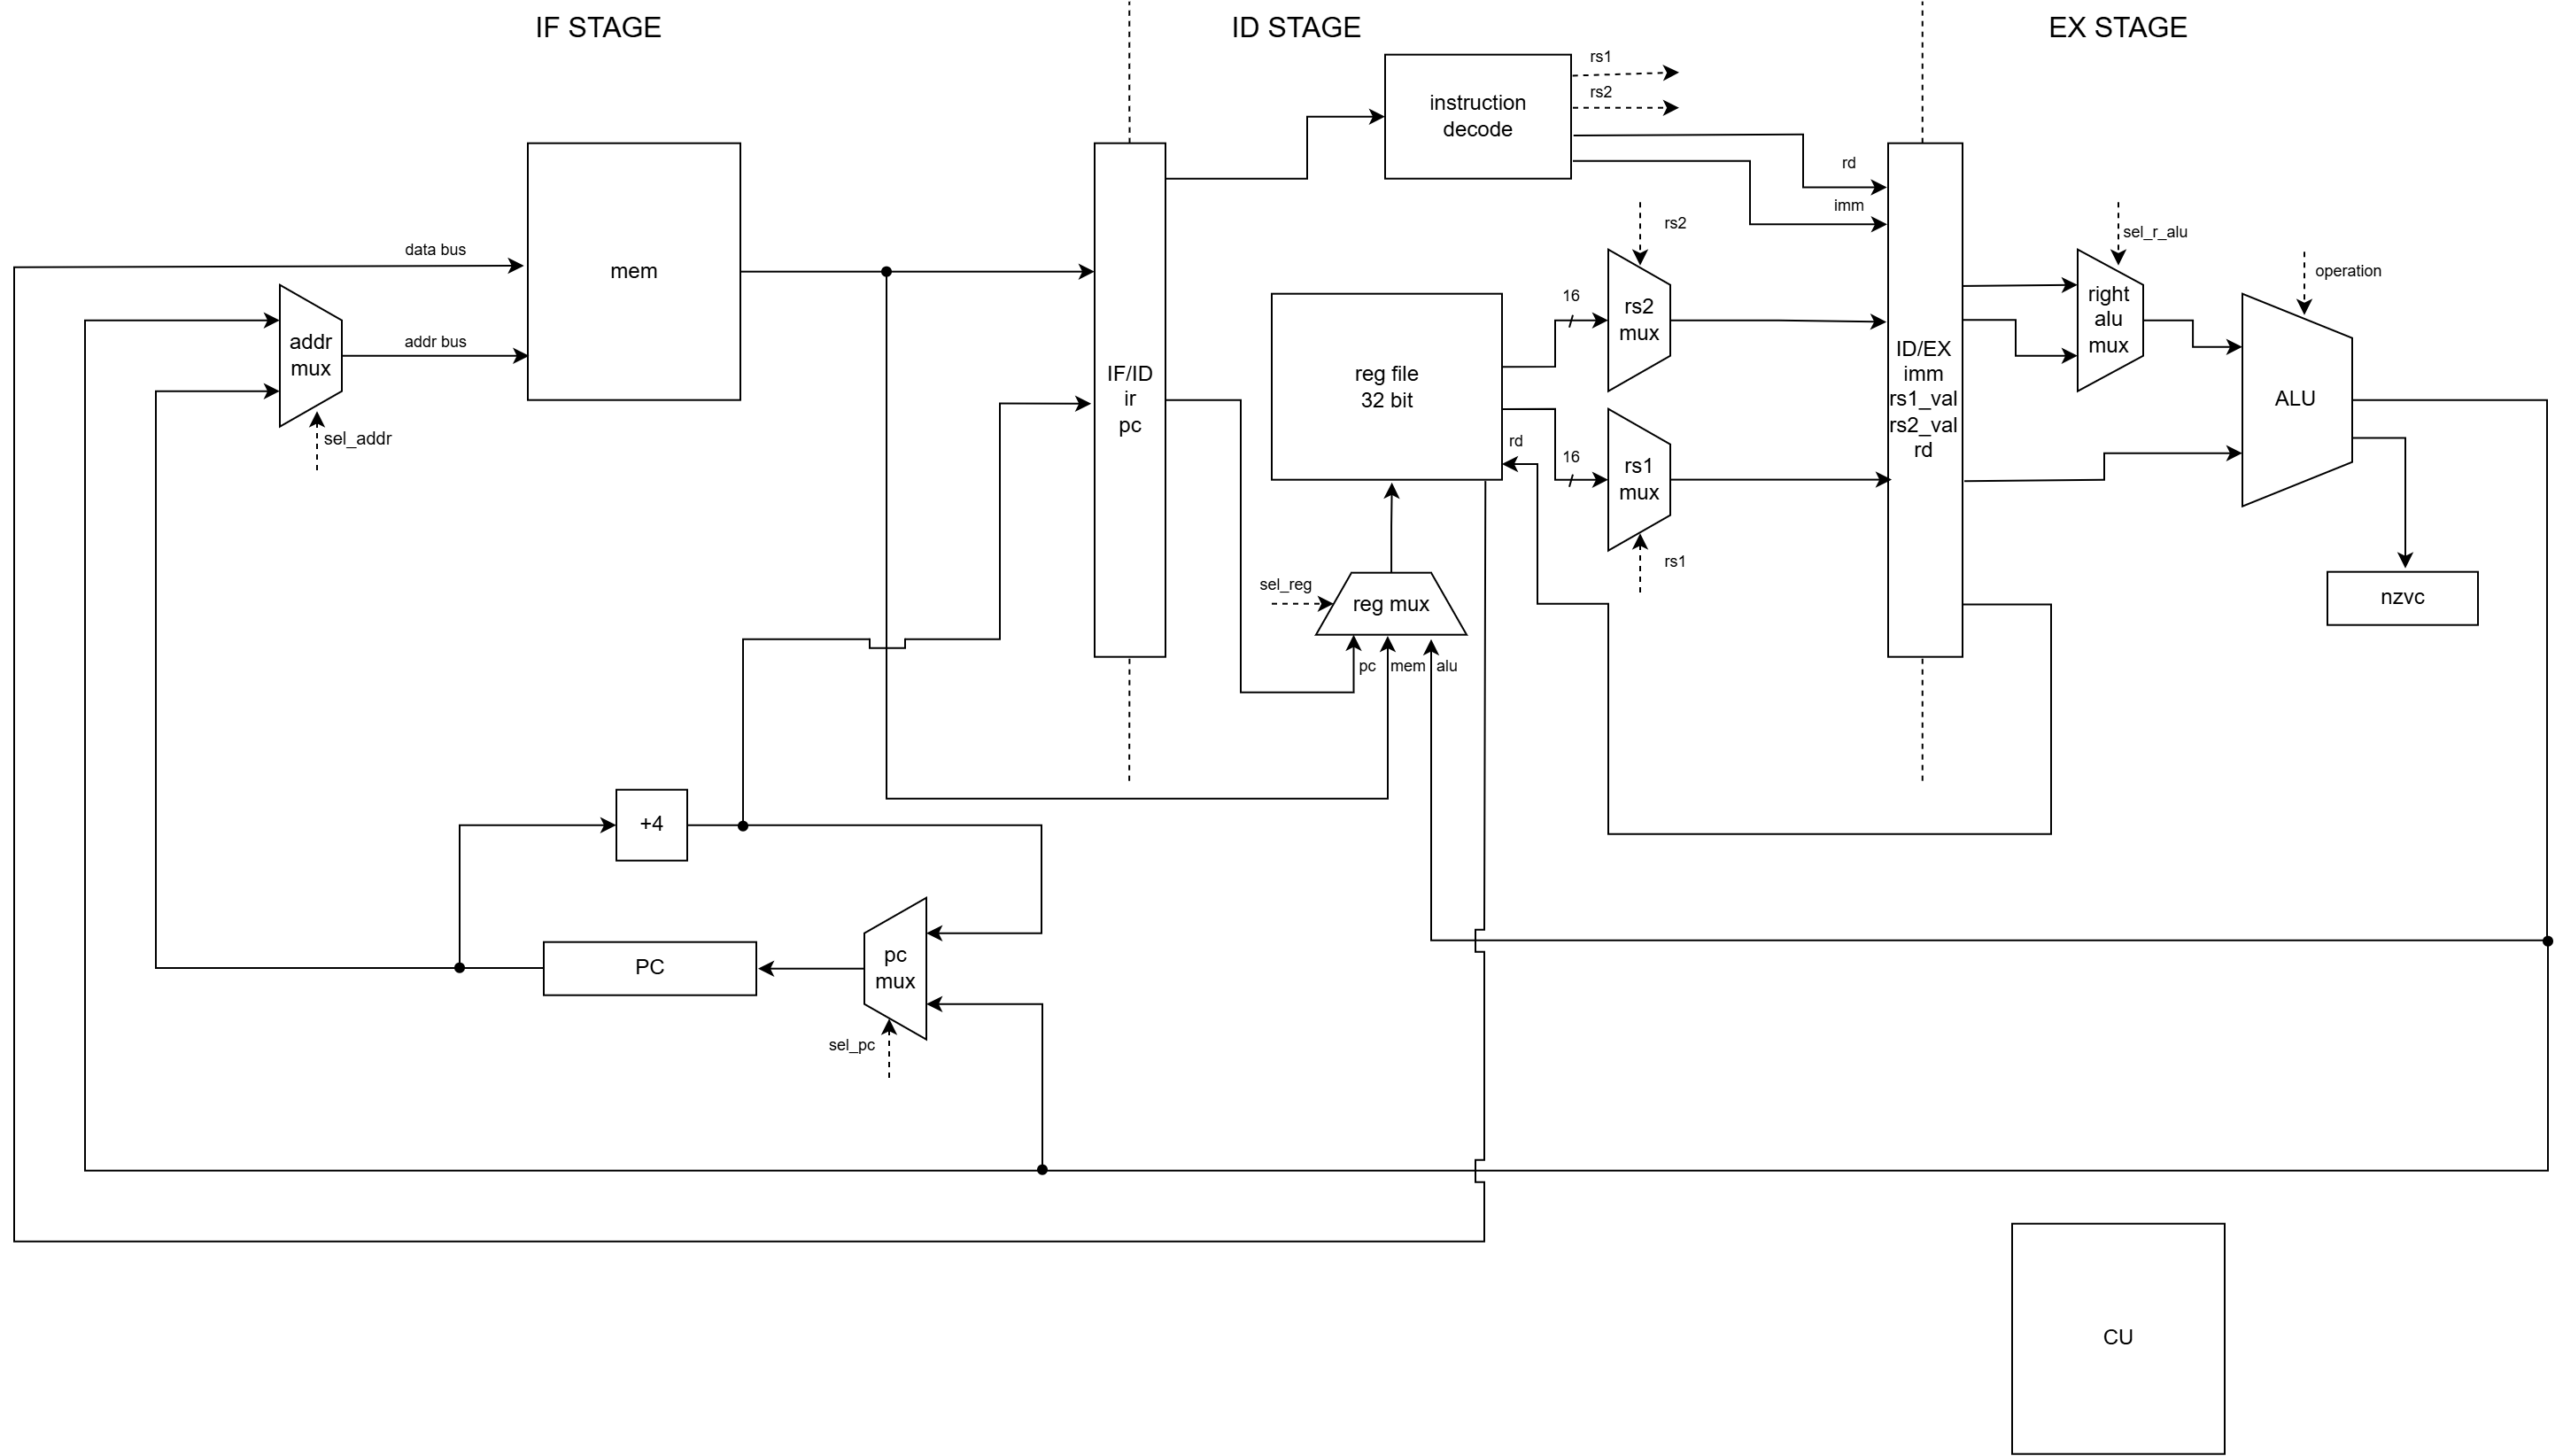 IF STAGE
ID STAGE
EX STAGE
rs1
rs2
instruction
decode
rd
imm
rs2
sel_r_alu
operation
data bus
mem
addr
mux
addr bus
sel_addr
IF/ID
ir
pc
reg file
32 bit
rd
16
rs2
mux
16
rs1
mux
rs1
ID/EX
imm
rs1_val
rs2_val
rd
right
alu
mux
ALU
nzvc
sel_reg
reg mux
pc
mem
alu
+4
PC
pc
mux
sel_pc
CU